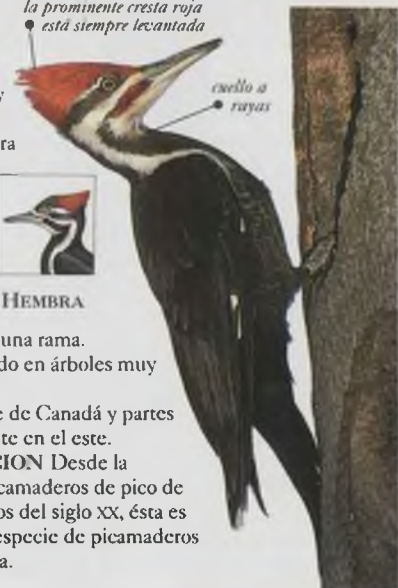 la prominente cresta roja
está siempre levantada
y
cuello a
rayas
ra
HEMBRA
una rama.
do en árboles muy
e de Canadá y partes
te en el este.
CION Desde la
camaderos de pico de
os del siglo XX, ésta es
especie de picamaderos
a.